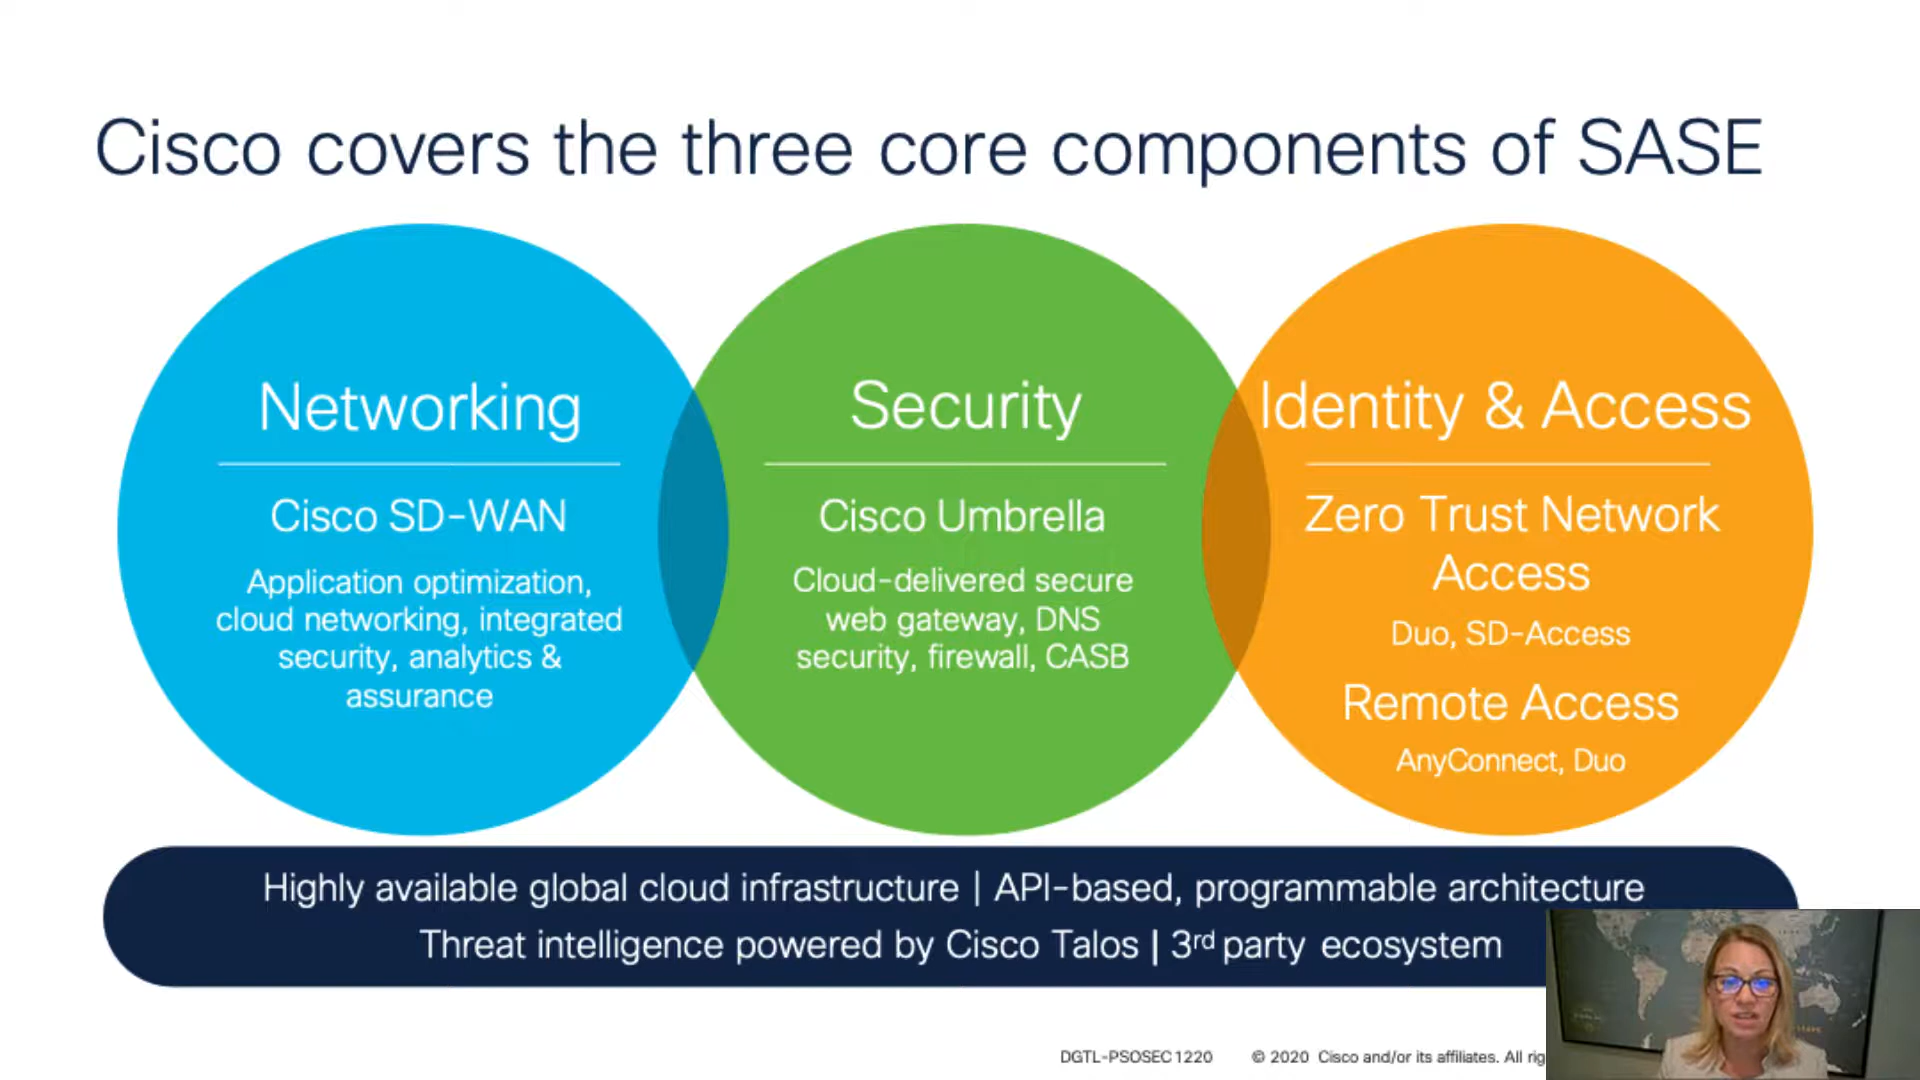 Cisco covers the three core components of SASE
Networking
Cisco SD-WAN
Application optimization,
cloud networking, integrated
security, analytics &
assurance
Security
Cisco Umbrella
Cloud-delivered secure
web gateway, DNS
security, firewall, CASB
Identity & Access
Zero Trust Network
Access
Duo, SD-Access
Remote Access
AnyConnect, Duo
Highly available global cloud infrastructure | API-based, programmable architecture
Threat intelligence powered by Cisco Talos | 3rd party ecosystem
DGTL-PSOSEC1220 © 2020 Cisco and/or its affiliates. All